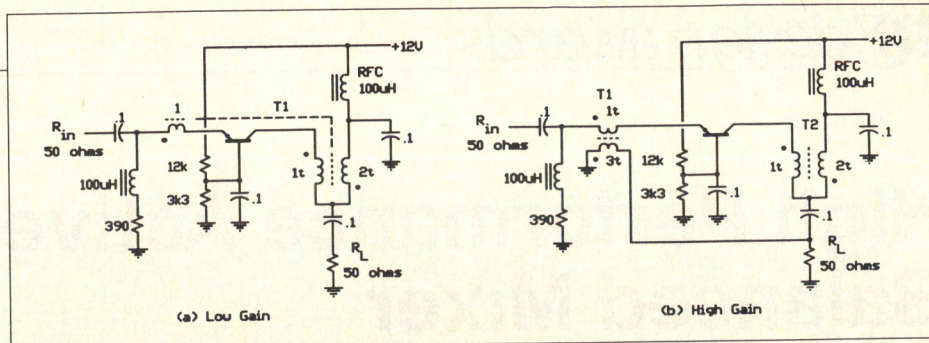 +12V
RFC
100uH
1
T1
.1
R in
50 ohms
.1
100uH
390
12k
3k3
.1
1t
2t
.1
R L
50 ohms
(a) Low Gain
+12V
RFC
100uH
T1
1t
.1
R in
50 ohms
3t
T2
.1
100uH
390
12k
3k3
.1
1t
2t
.1
R L
50 ohms
(b) High Gain